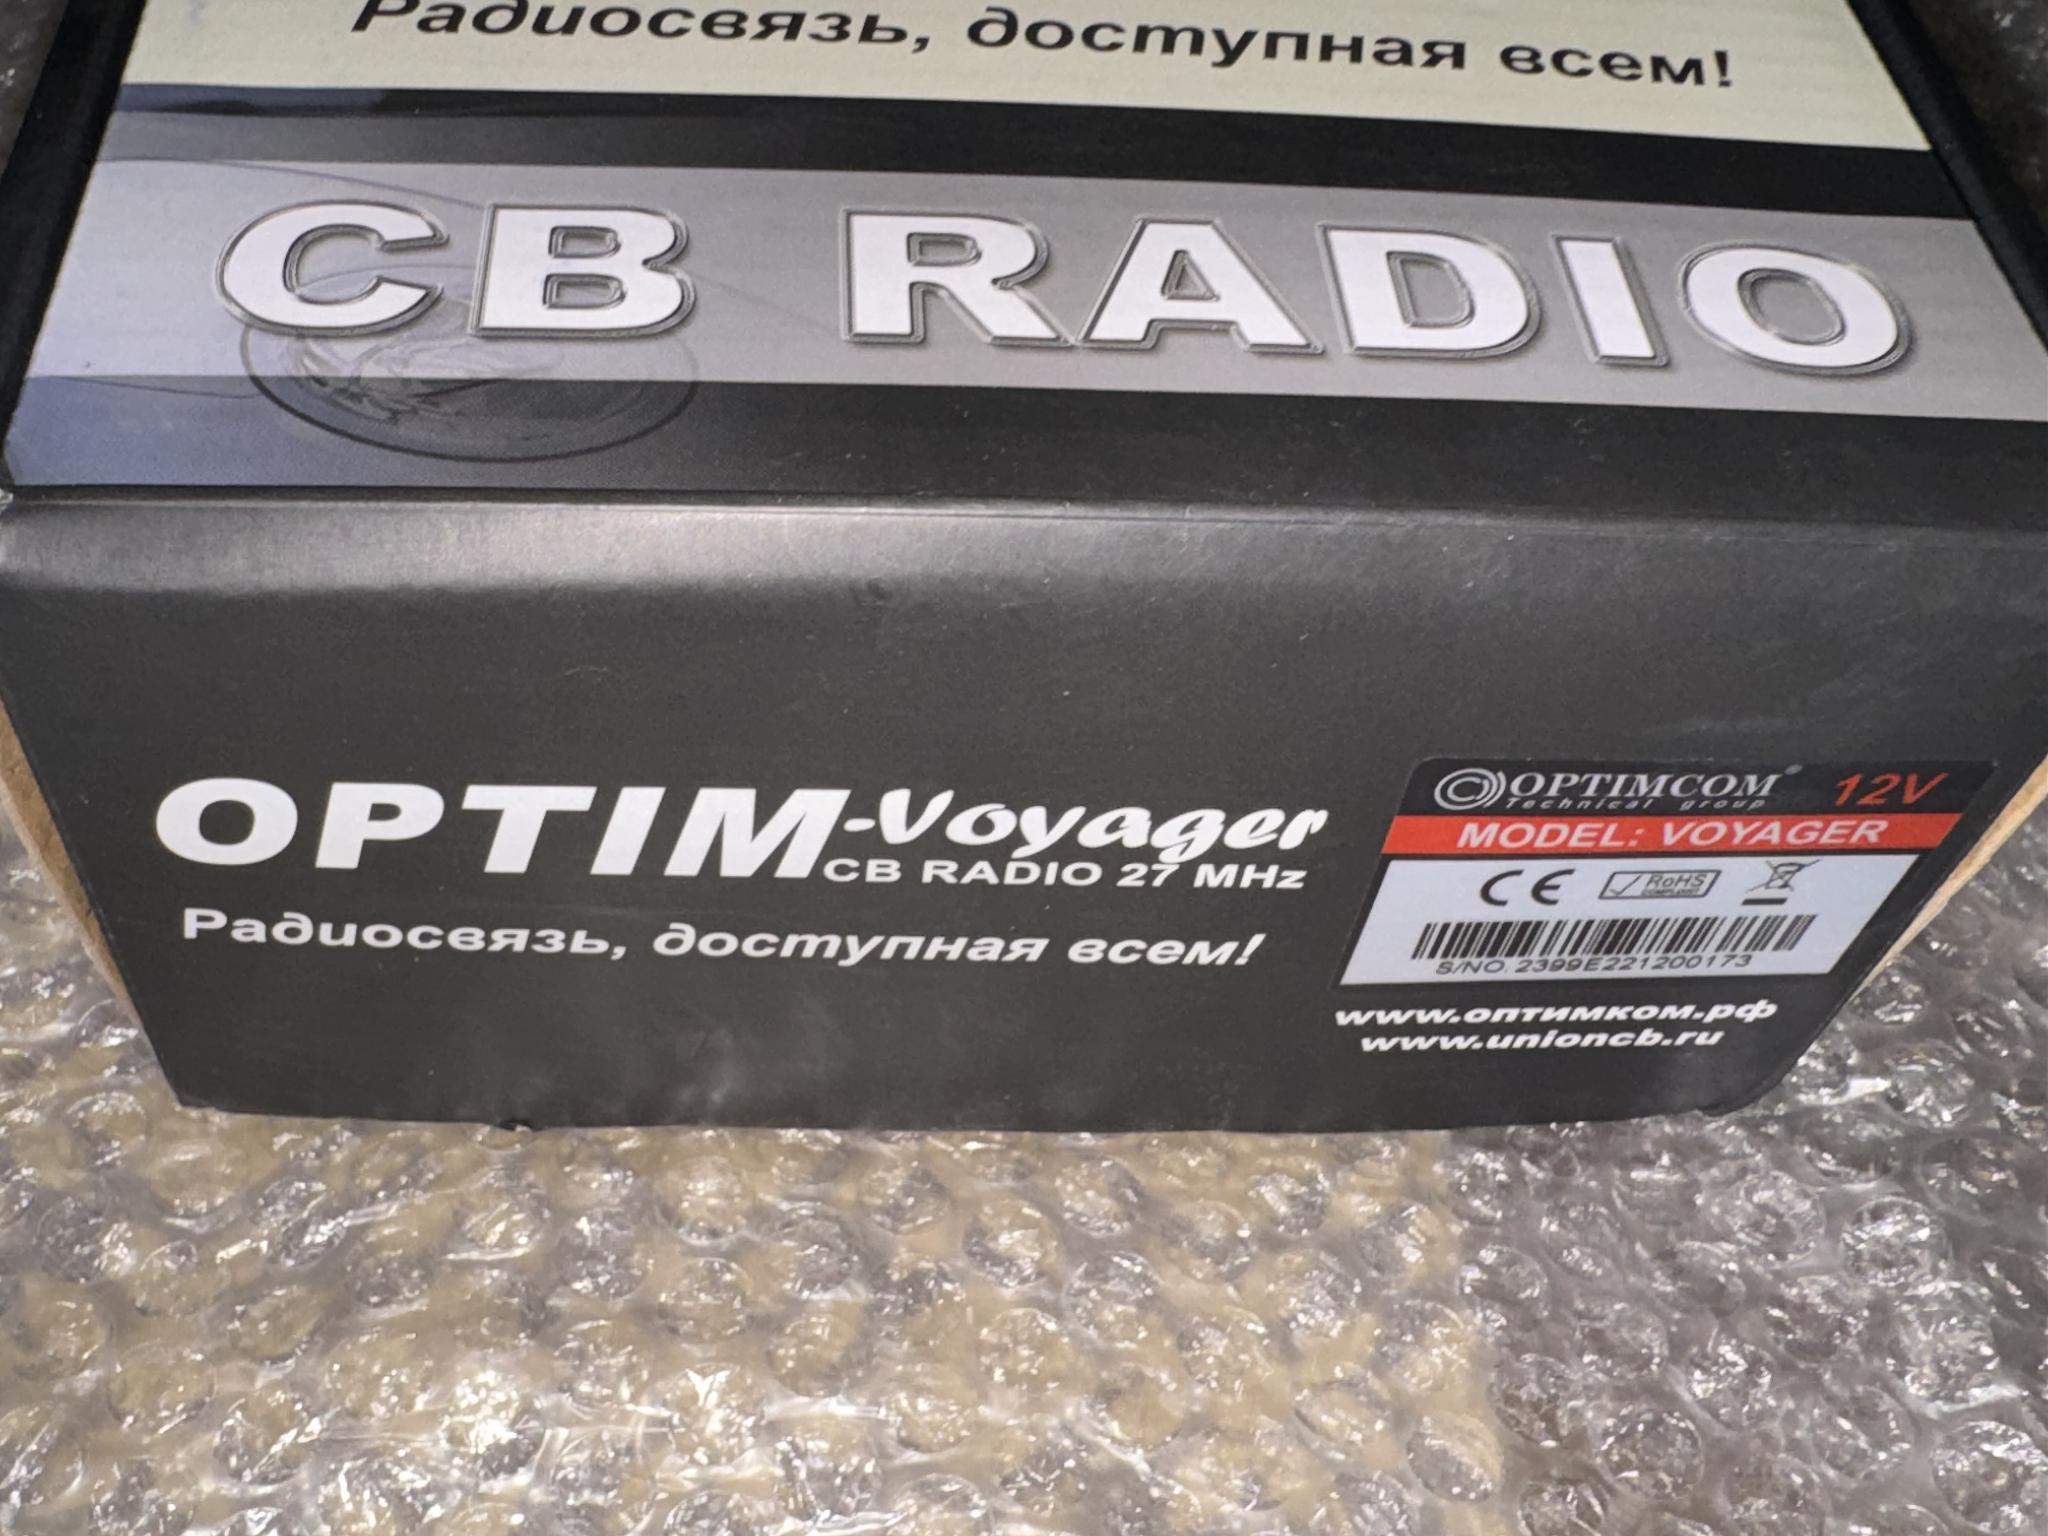 Радиосвязь, доступная всем!
CB RADIO
OPTIM-Voyager
CB RADIO 27 MHz
Радиосвязь, доступная всем!
OPTIMCOM 12V
Technical group
MODEL: VOYAGER
CE RoHS
S/NO. 2399E221200173
www.оптимком.рф
www.unioncb.ru